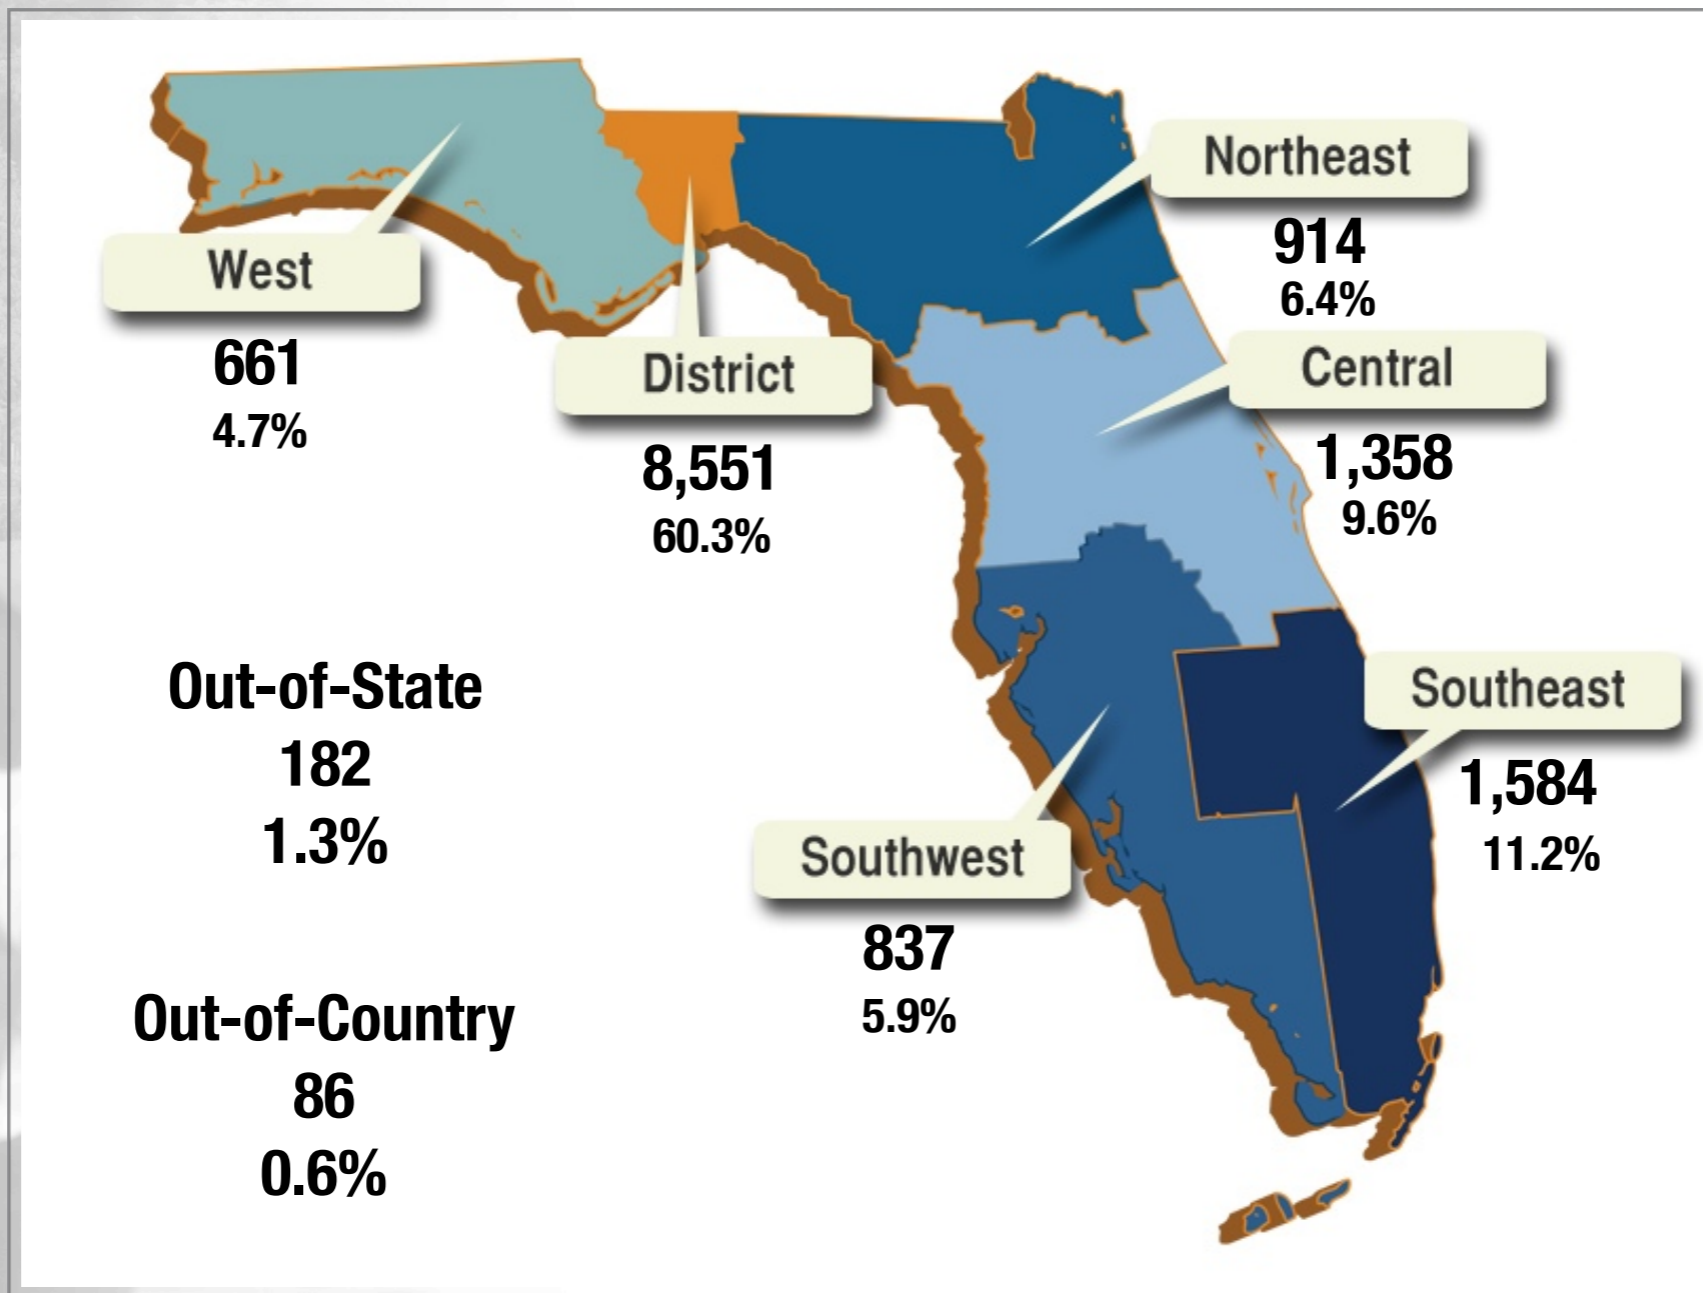 West
661
4.7%
District
8,551
60.3%
Northeast
914
6.4%
Central
1,358
9.6%
Southeast
1,584
11.2%
Southwest
837
5.9%
Out-of-State
182
1.3%
Out-of-Country
86
0.6%